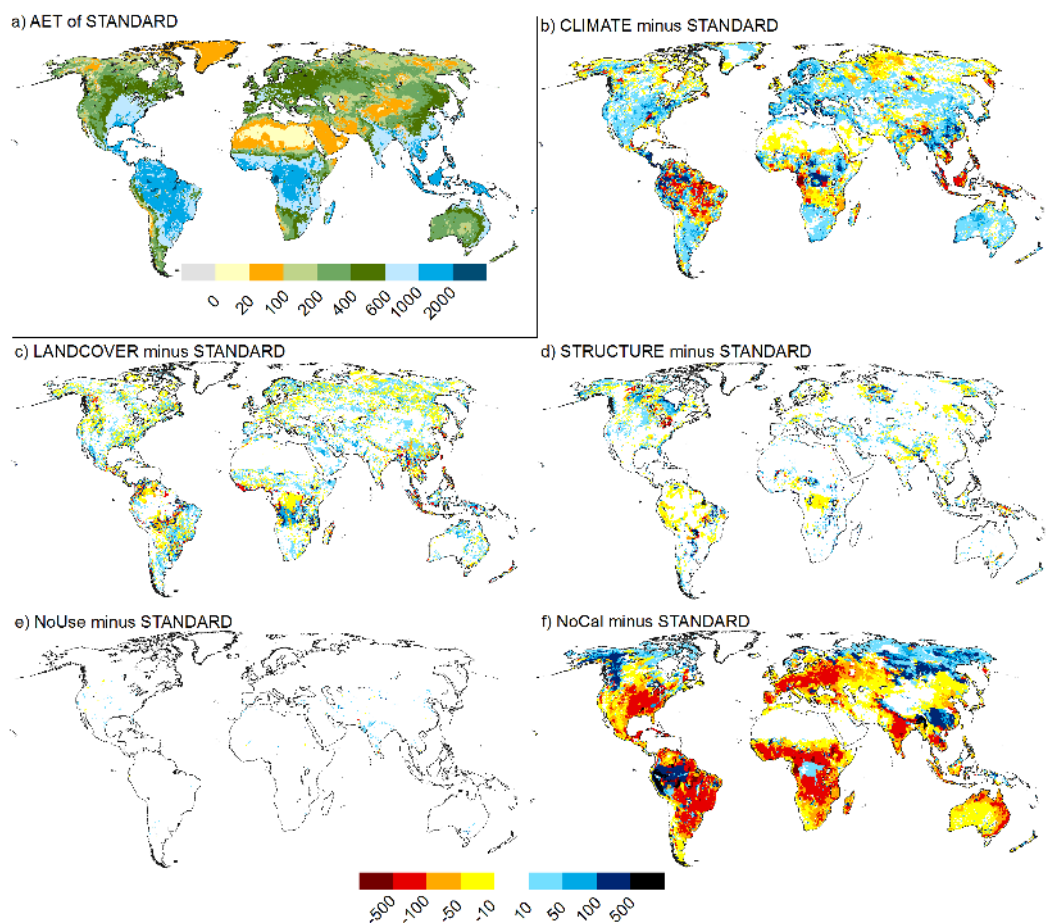 a) AET of STANDARD
b) CLIMATE minus STANDARD
0 20 100 200 400 600 1000 2000
c) LANDCOVER minus STANDARD
d) STRUCTURE minus STANDARD
e) NoUse minus STANDARD
f) NoCal minus STANDARD
-500 -100 -50 -10 10 50 100 500